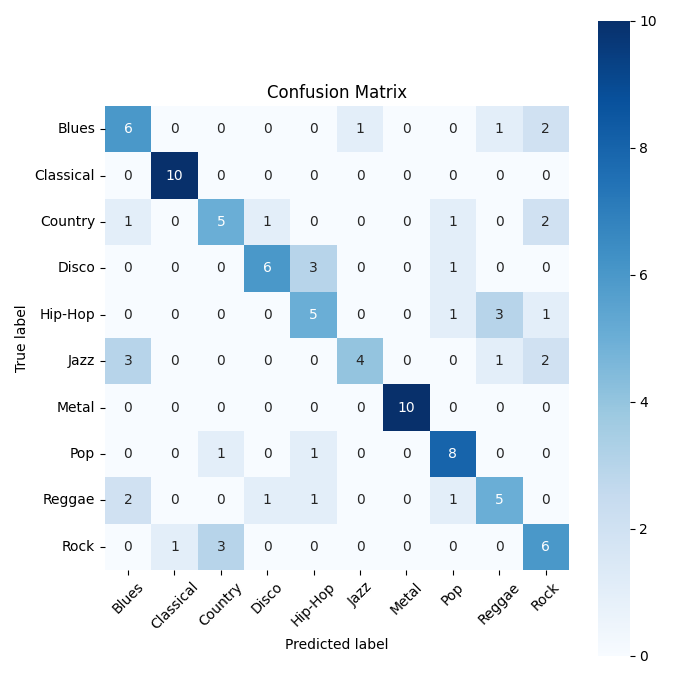 Confusion Matrix
True label
Blues 6 0 0 0 0 1 0 0 1 2
Classical 0 10 0 0 0 0 0 0 0 0
Country 1 0 5 1 0 0 0 1 0 2
Disco 0 0 0 6 3 0 0 1 0 0
Hip-Hop 0 0 0 0 5 0 0 1 3 1
Jazz 3 0 0 0 0 4 0 0 1 2
Metal 0 0 0 0 0 0 10 0 0 0
Pop 0 0 1 0 1 0 0 8 0 0
Reggae 2 0 0 1 1 0 0 1 5 0
Rock 0 1 3 0 0 0 0 0 0 6
Blues Classical Country Disco Hip-Hop Jazz Metal Pop Reggae Rock
Predicted label
10
8
6
4
2
0